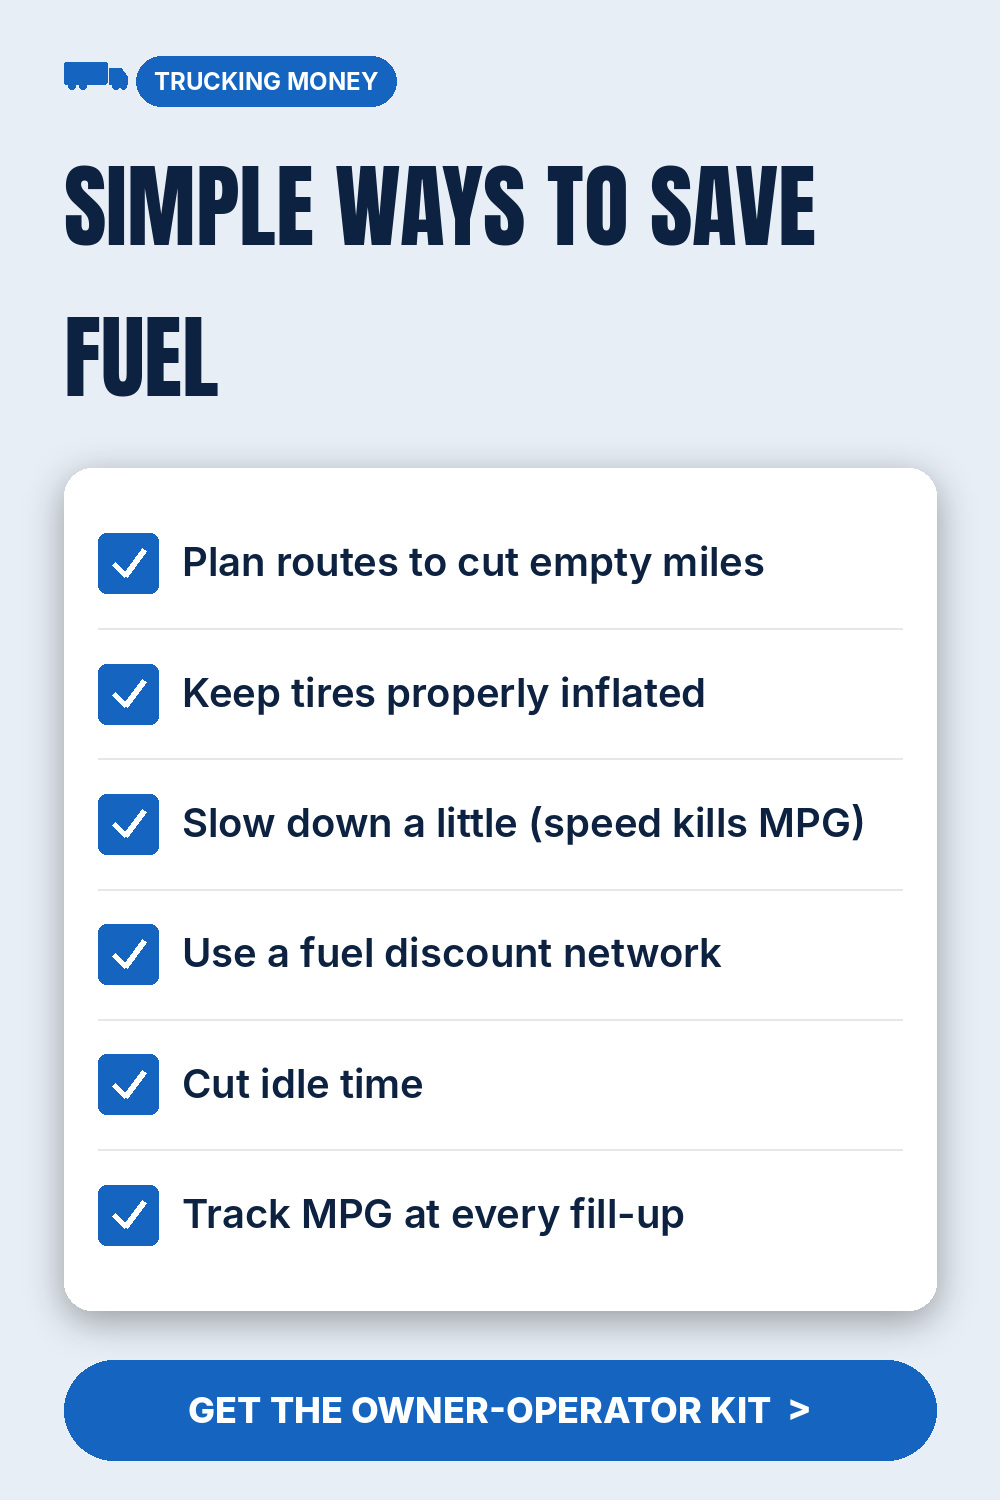 TRUCKING MONEY
SIMPLE WAYS TO SAVE
FUEL
Plan routes to cut empty miles
Keep tires properly inflated
Slow down a little (speed kills MPG)
Use a fuel discount network
Cut idle time
Track MPG at every fill-up
GET THE OWNER-OPERATOR KIT >